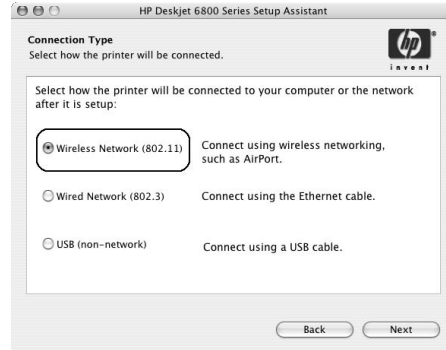 HP Deskjet 6800 Series Setup Assistant
Connection Type
Select how the printer will be connected.
hp
invent
Select how the printer will be connected to your computer or the network
after it is setup:
Wireless Network (802.11)
Connect using wireless networking,
such as AirPort.
Wired Network (802.3)
Connect using the Ethernet cable.
USB (non-network)
Connect using a USB cable.
Back
Next